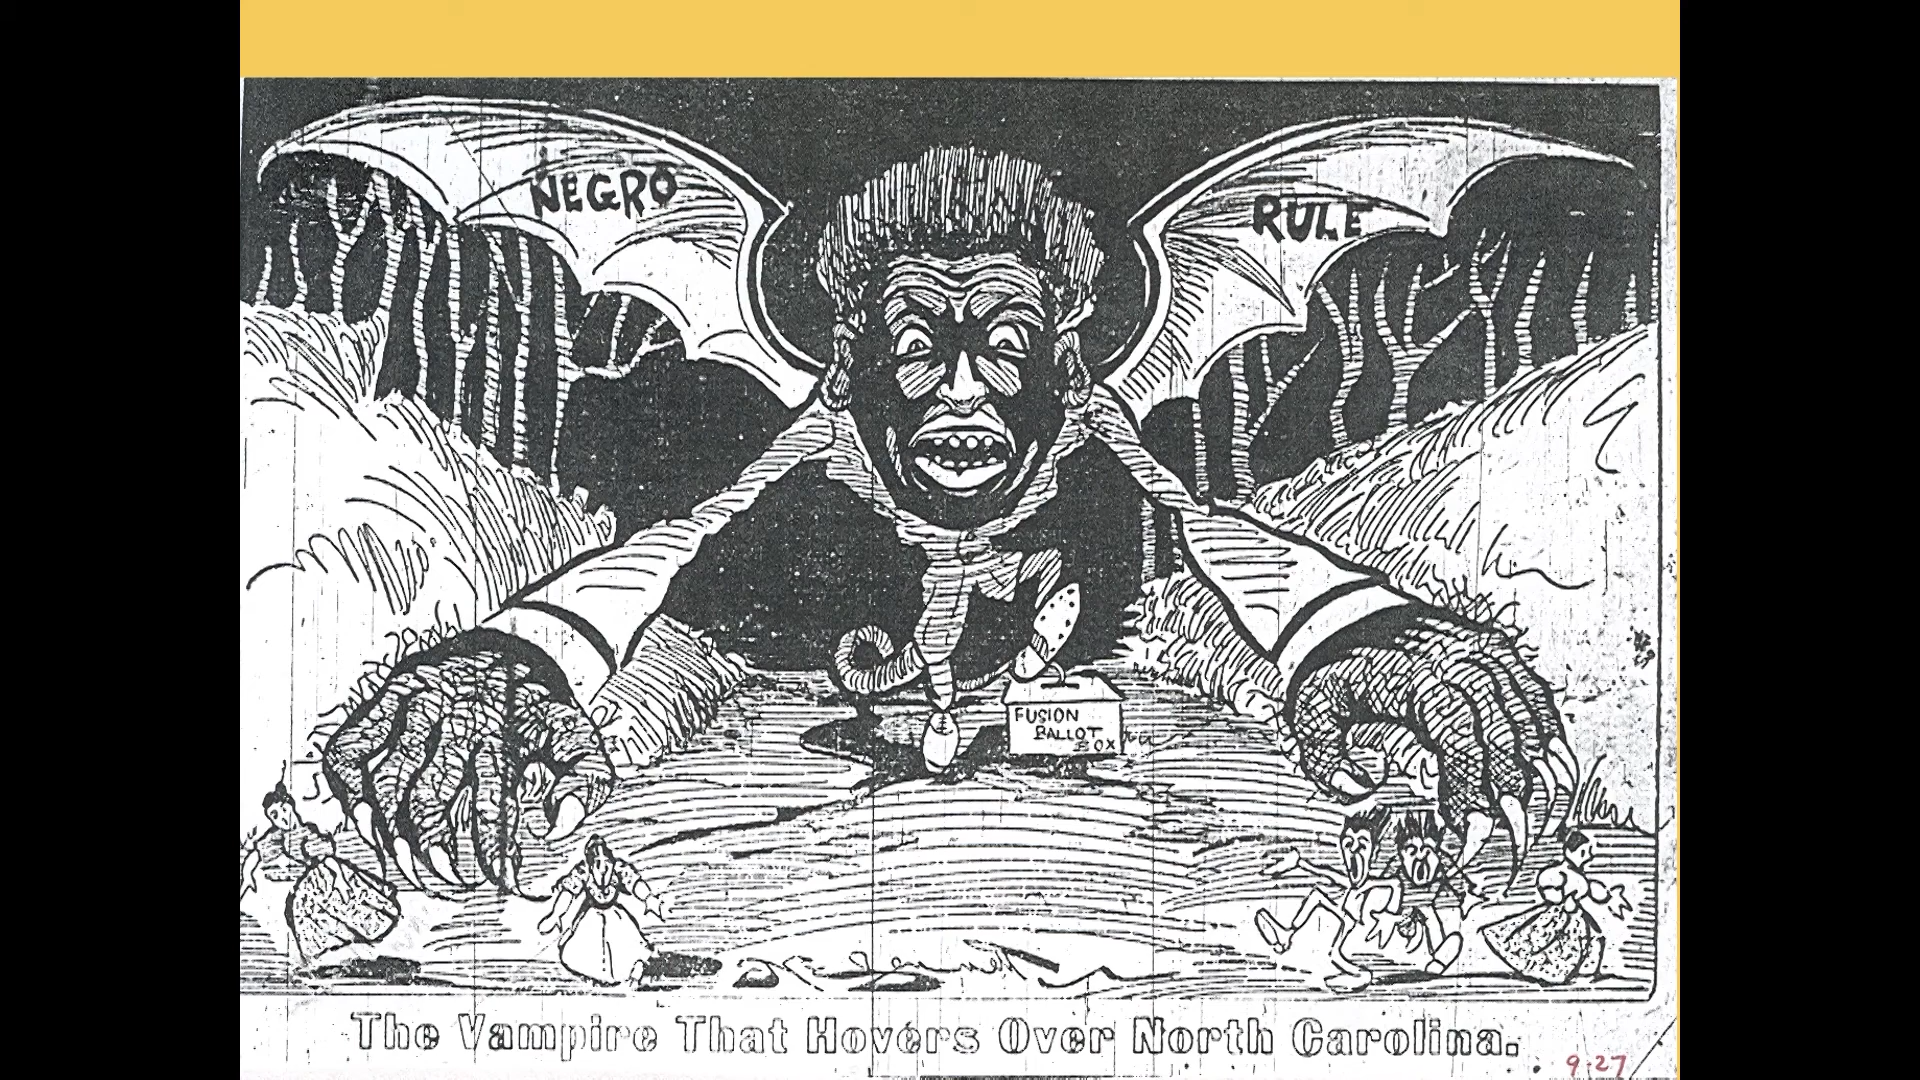 NEGRO
RULE
FUSION
BALLOT
BOX
The Vampire That Hovers Over North Carolina.
9-27